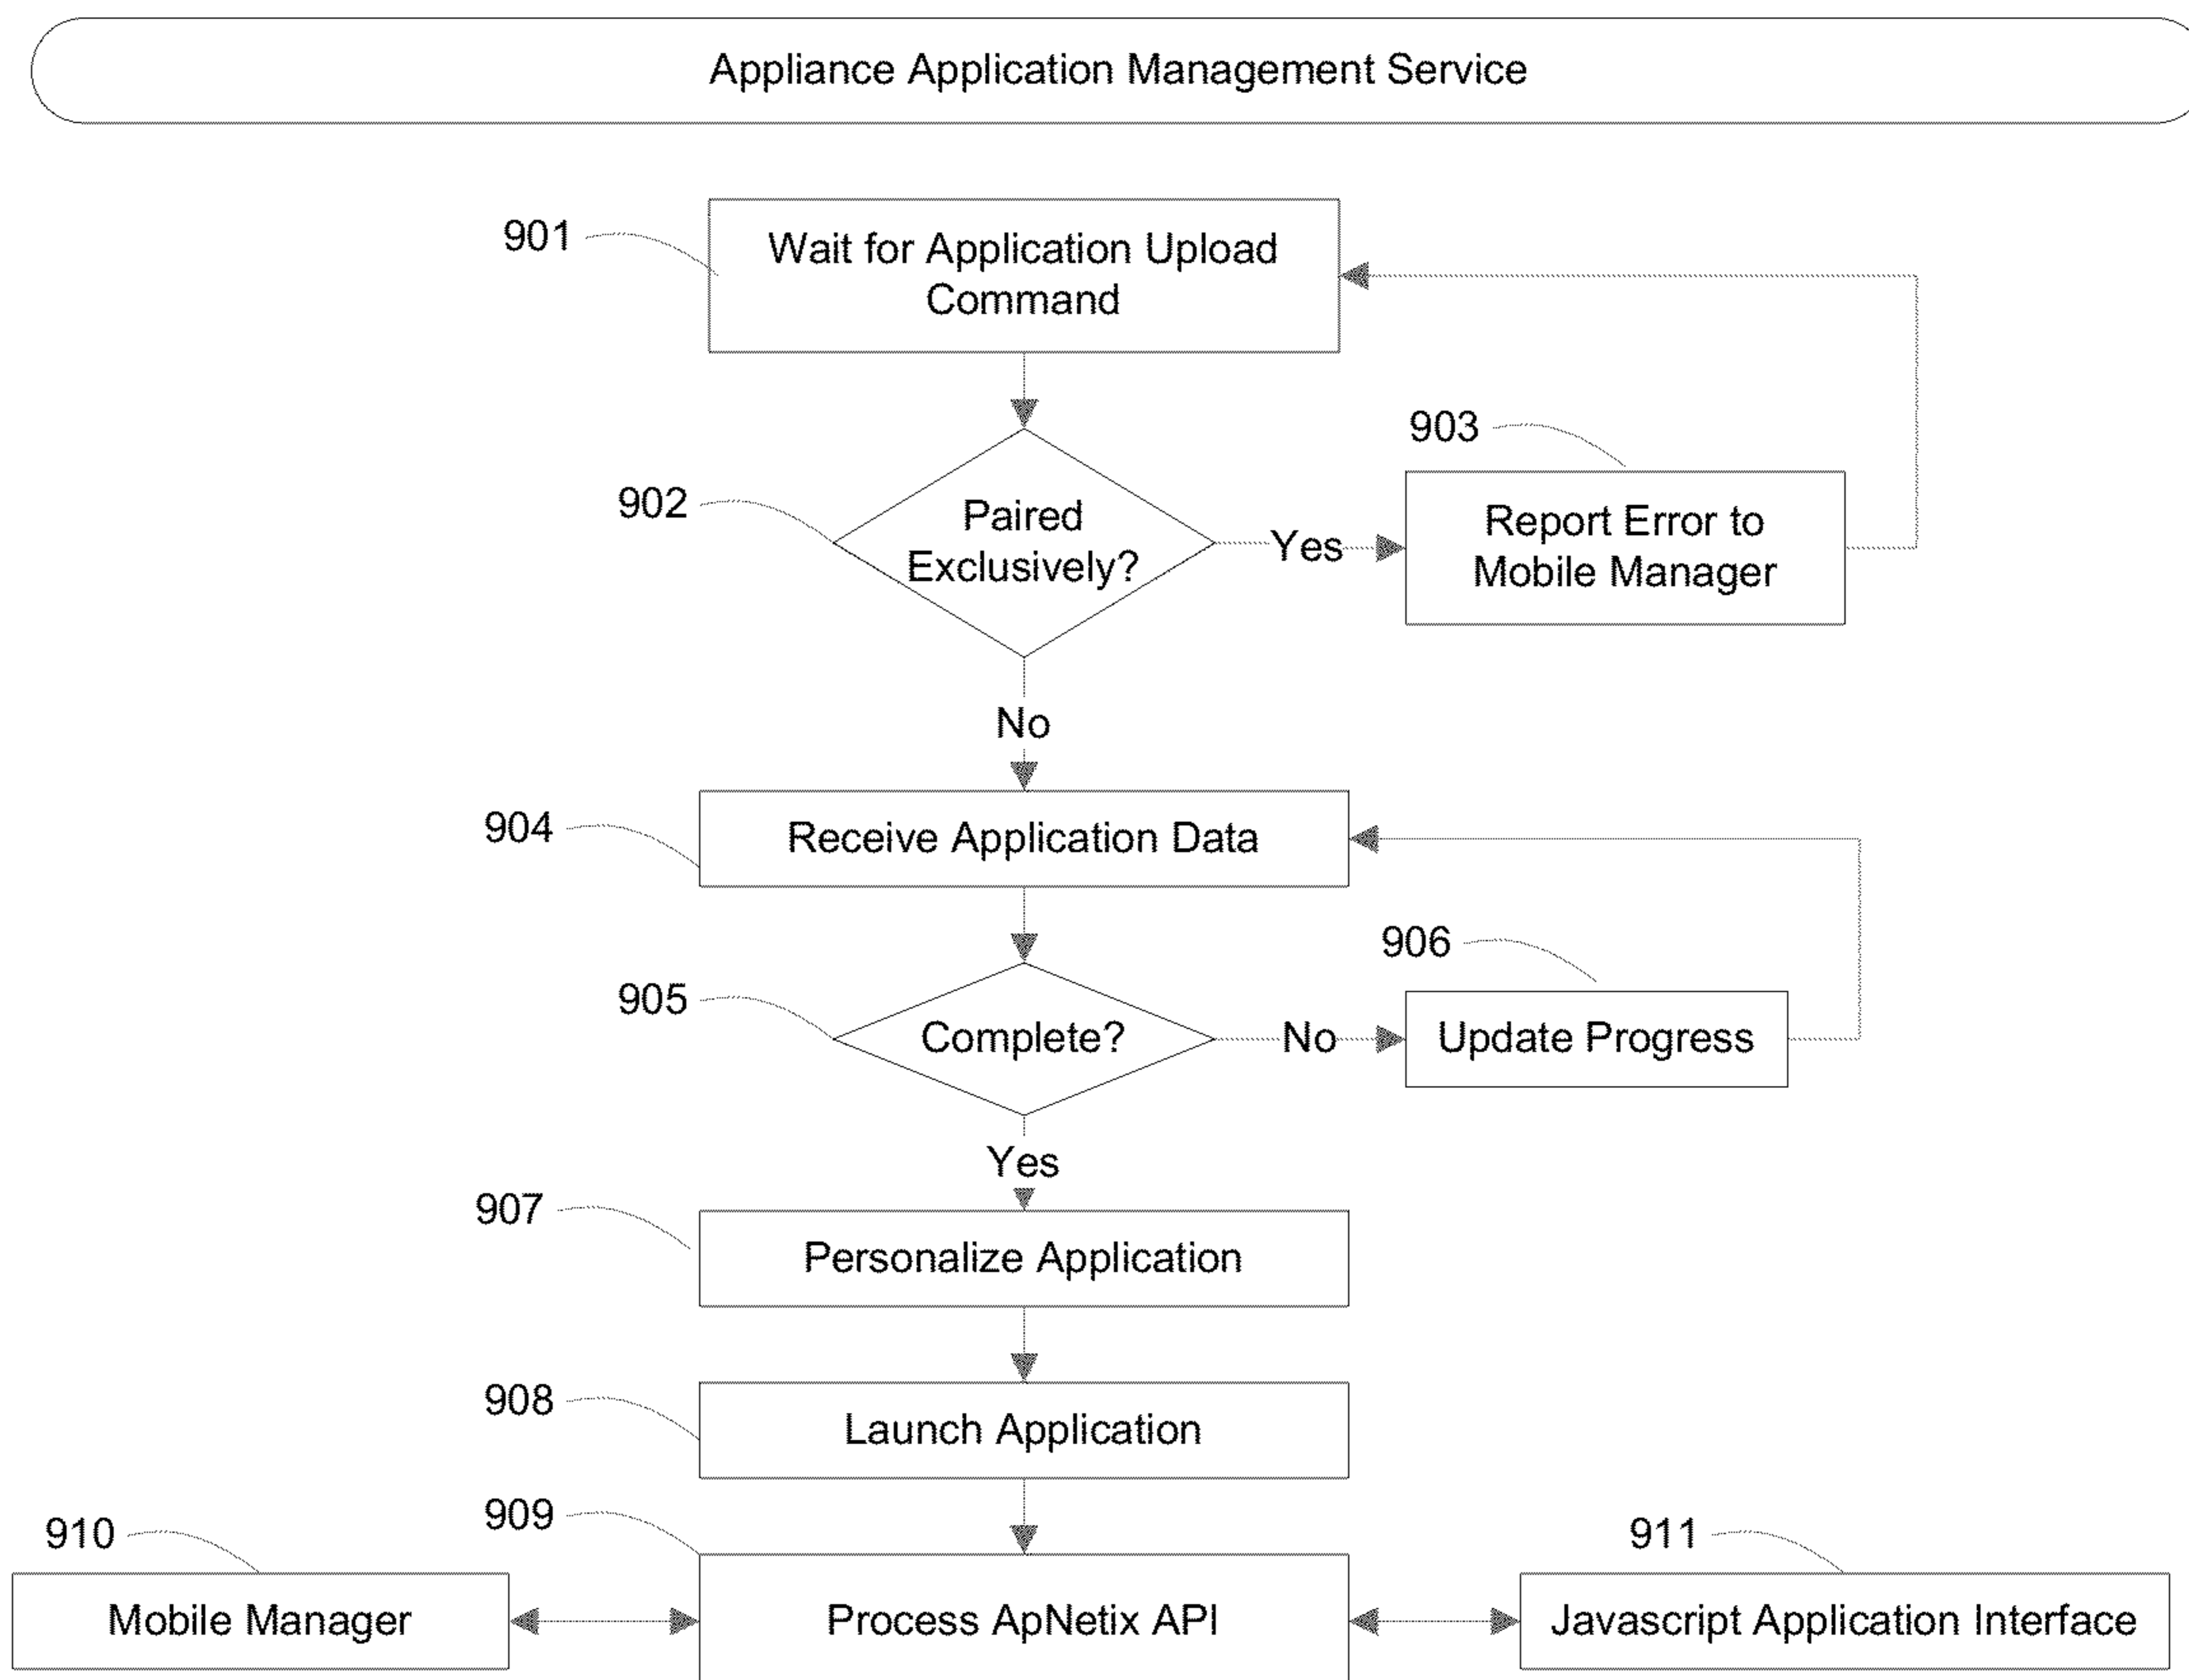 Appliance Application Management Service
901
Wait for Application Upload
Command
903
902
Paired
Exclusively?
Yes
Report Error to
Mobile Manager
No
904
Receive Application Data
906
905
Complete?
No
Update Progress
Yes
907
Personalize Application
908
Launch Application
909
910
911
Mobile Manager
Process ApNetix API
Javascript Application Interface